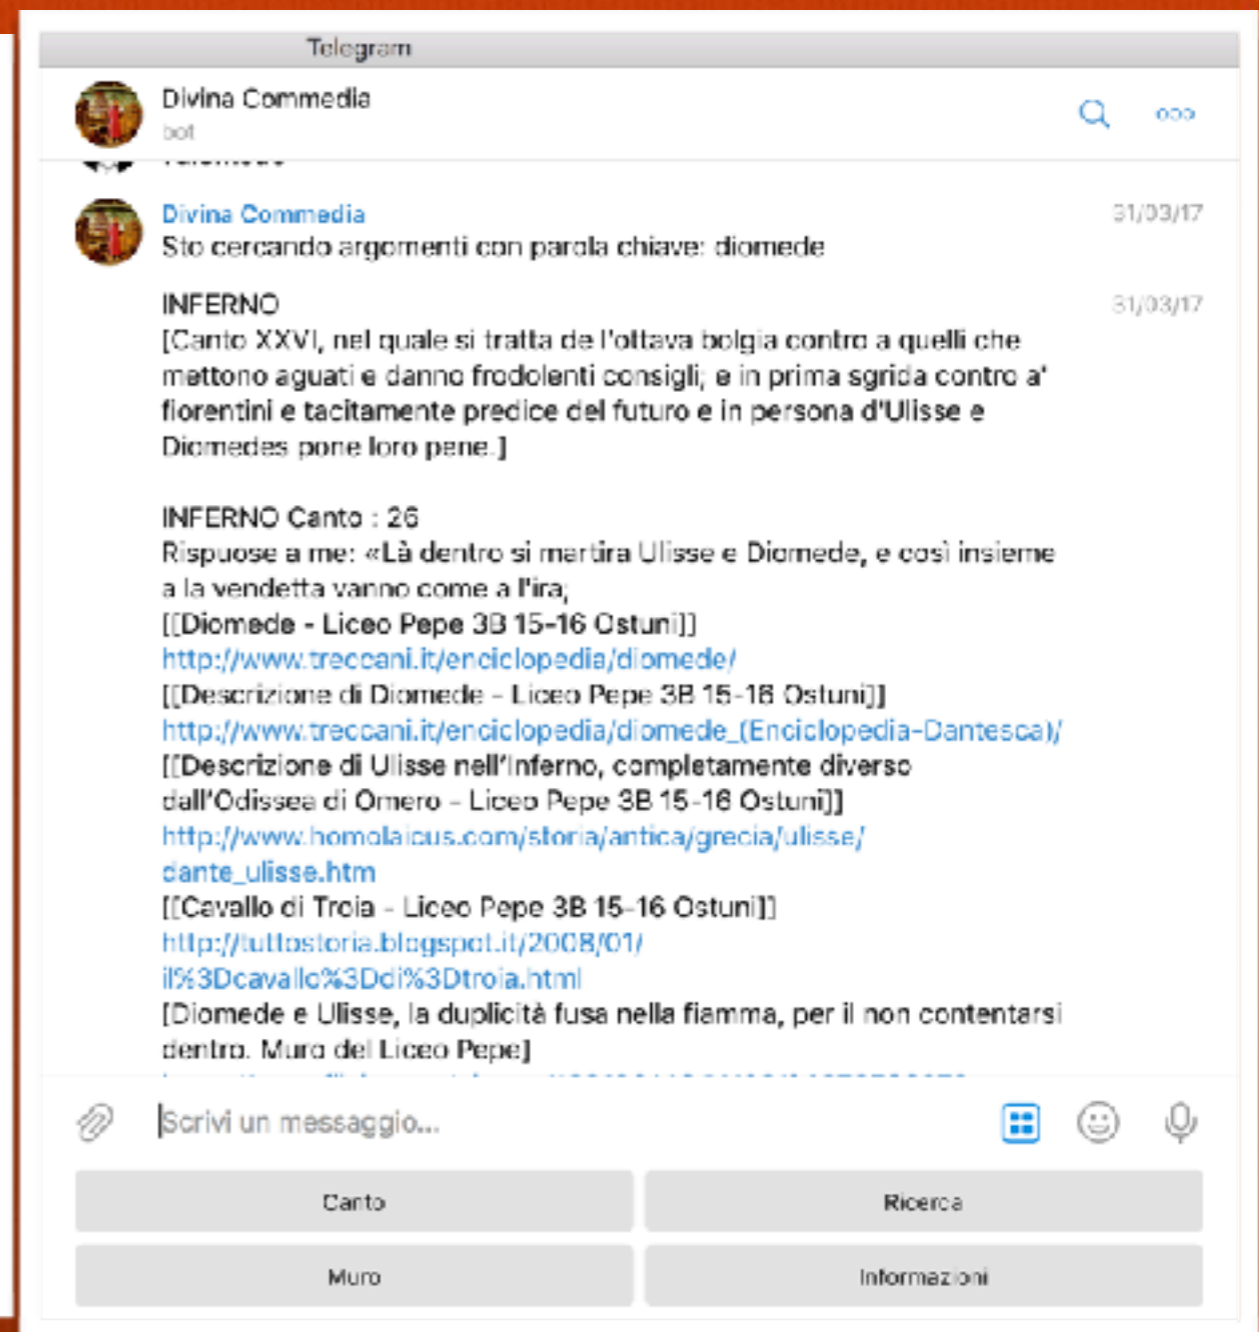 Telegram
Divina Commedia
bot
Divina Commedia
31/03/17
Sto cercando argomenti con parola chiave: diomede
INFERNO
31/03/17
[Canto XXVI, nel quale si tratta de l'ottava bolgia contro a quelli che
mettono aguati e danno frodolenti consigli; e in prima sgrida contro a'
fiorentini e tacitamente predice del futuro e in persona d'Ulisse e
Diomedes pone loro pene.]
INFERNO Canto : 26
Rispuose a me: «Là dentro si martira Ulisse e Diomede, e così insieme
a la vendetta vanno come a l'ira;
[[Diomede - Liceo Pepe 3B 15-16 Ostuni]]
http://www.treccani.it/enciclopedia/diomede/
[[Descrizione di Diomede - Liceo Pepe 3B 15-16 Ostuni]]
http://www.treccani.it/enciclopedia/diomede_(Enciclopedia-Dantesca)/
[[Descrizione di Ulisse nell'Inferno, completamente diverso
dall'Odissea di Omero - Liceo Pepe 3B 15-16 Ostuni]]
http://www.homolaicus.com/storia/antica/grecia/ulisse/
dante_ulisse.htm
[[Cavallo di Troia - Liceo Pepe 3B 15-16 Ostuni]]
http://tuttostoria.blogspot.it/2008/01/
il%3Dcavallo%3Ddi%3Dtroia.html
[Diomede e Ulisse, la duplicità fusa nella fiamma, per il non contentarsi
dentro. Muro del Liceo Pepe]
Scrivi un messaggio...
Canto
Ricerca
Muro
Informazioni